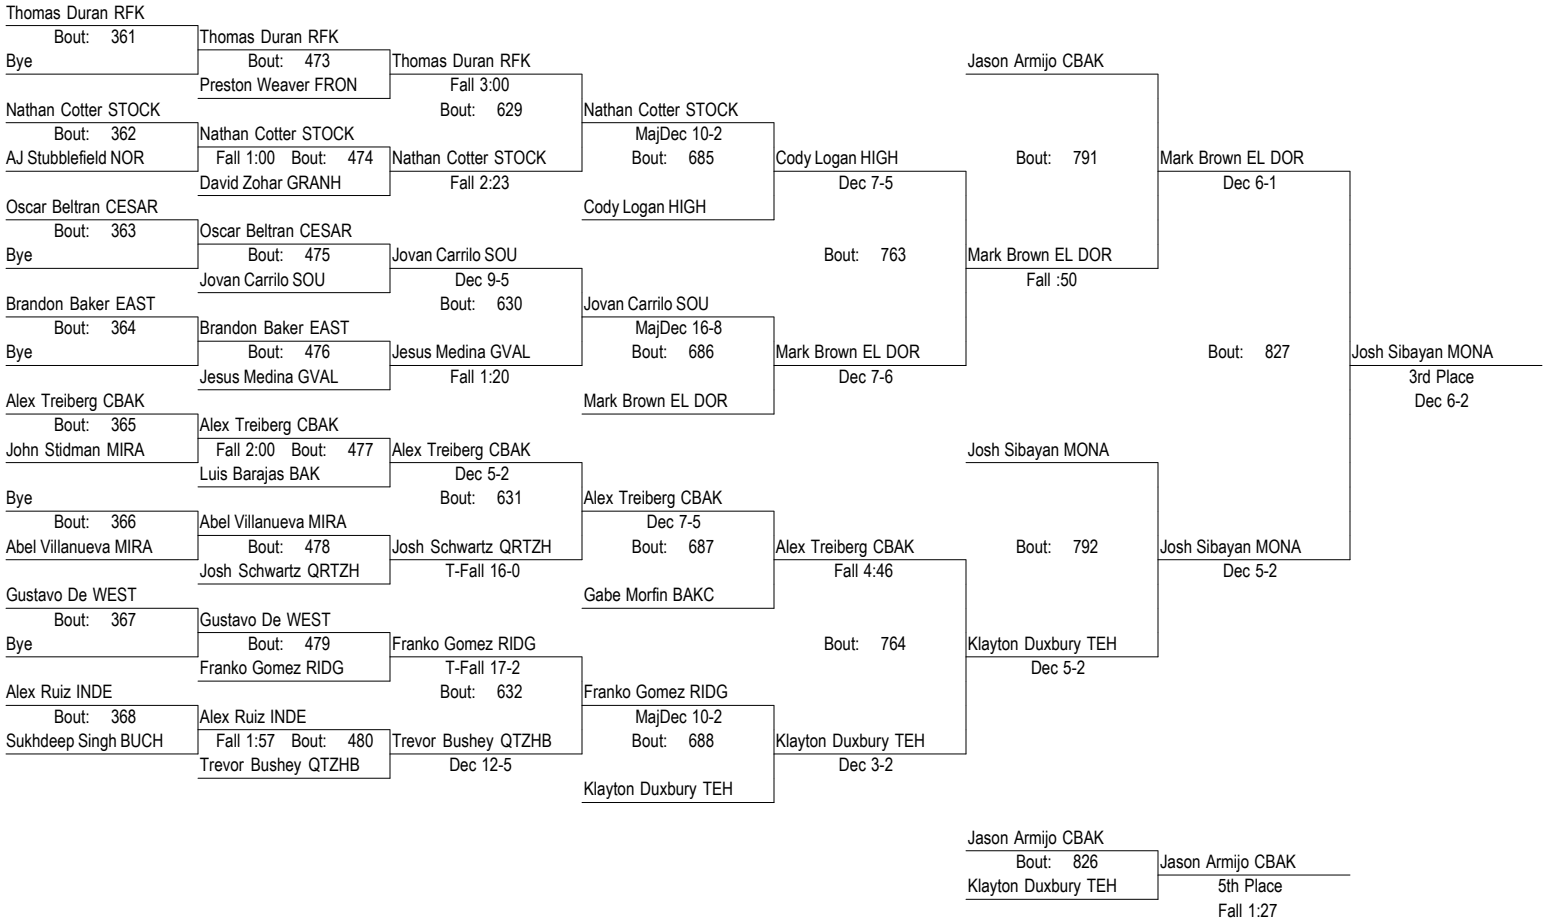 Thomas Duran RFK
Bout: 361
Thomas Duran RFK
Bye
Bout: 473
Thomas Duran RFK
Jason Armijo CBAK
Preston Weaver FRON
Fall 3:00
Nathan Cotter STOCK
Bout: 629
Nathan Cotter STOCK
Bout: 362
Nathan Cotter STOCK
MajDec 10-2
AJ Stubblefield NOR
Fall 1:00 Bout: 474
Nathan Cotter STOCK
Bout: 685
Cody Logan HIGH
Bout: 791
Mark Brown EL DOR
David Zohar GRANH
Fall 2:23
Dec 7-5
Dec 6-1
Oscar Beltran CESAR
Cody Logan HIGH
Bout: 363
Oscar Beltran CESAR
Bye
Bout: 475
Jovan Carrilo SOU
Bout: 763
Mark Brown EL DOR
Jovan Carrilo SOU
Dec 9-5
Fall :50
Brandon Baker EAST
Bout: 630
Jovan Carrilo SOU
Bout: 364
Brandon Baker EAST
MajDec 16-8
Bye
Bout: 476
Jesus Medina GVAL
Bout: 686
Mark Brown EL DOR
Bout: 827
Josh Sibayan MONA
Jesus Medina GVAL
Fall 1:20
Dec 7-6
3rd Place
Alex Treiberg CBAK
Mark Brown EL DOR
Dec 6-2
Bout: 365
Alex Treiberg CBAK
John Stidman MIRA
Fall 2:00 Bout: 477
Alex Treiberg CBAK
Josh Sibayan MONA
Luis Barajas BAK
Dec 5-2
Bye
Bout: 631
Alex Treiberg CBAK
Bout: 366
Abel Villanueva MIRA
Dec 7-5
Abel Villanueva MIRA
Bout: 478
Josh Schwartz QRTZH
Bout: 687
Alex Treiberg CBAK
Bout: 792
Josh Sibayan MONA
Josh Schwartz QRTZH
T-Fall 16-0
Fall 4:46
Dec 5-2
Gustavo De WEST
Gabe Morfin BAKC
Bout: 367
Gustavo De WEST
Bye
Bout: 479
Franko Gomez RIDG
Bout: 764
Klayton Duxbury TEH
Franko Gomez RIDG
T-Fall 17-2
Dec 5-2
Alex Ruiz INDE
Bout: 632
Franko Gomez RIDG
Bout: 368
Alex Ruiz INDE
MajDec 10-2
Sukhdeep Singh BUCH
Fall 1:57 Bout: 480
Trevor Bushey QTZHB
Bout: 688
Klayton Duxbury TEH
Trevor Bushey QTZHB
Dec 12-5
Dec 3-2
Klayton Duxbury TEH
Jason Armijo CBAK
Bout: 826
Jason Armijo CBAK
Klayton Duxbury TEH
5th Place
Fall 1:27